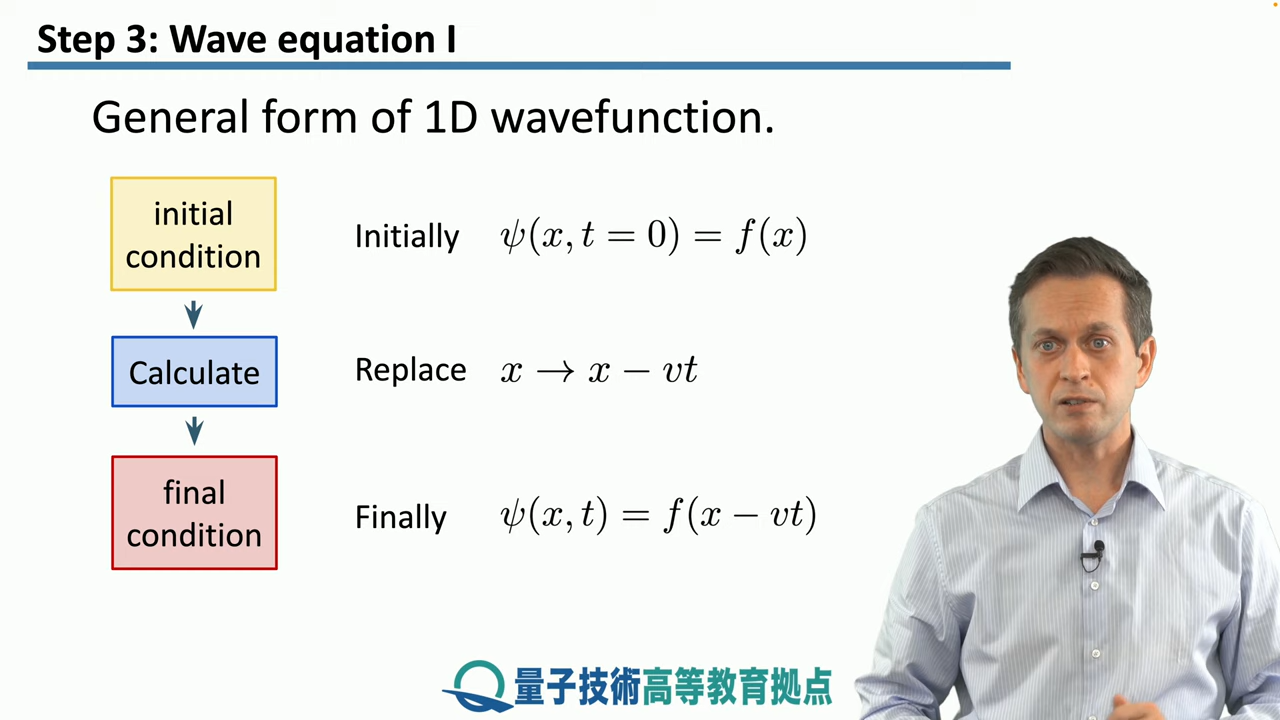 Step 3: Wave equation I
General form of 1D wavefunction.
initial
condition
Initially ψ(x, t = 0) = f(x)
Calculate
Replace x → x − vt
final
condition
Finally ψ(x, t) = f(x − vt)
量子技術高等教育拠点